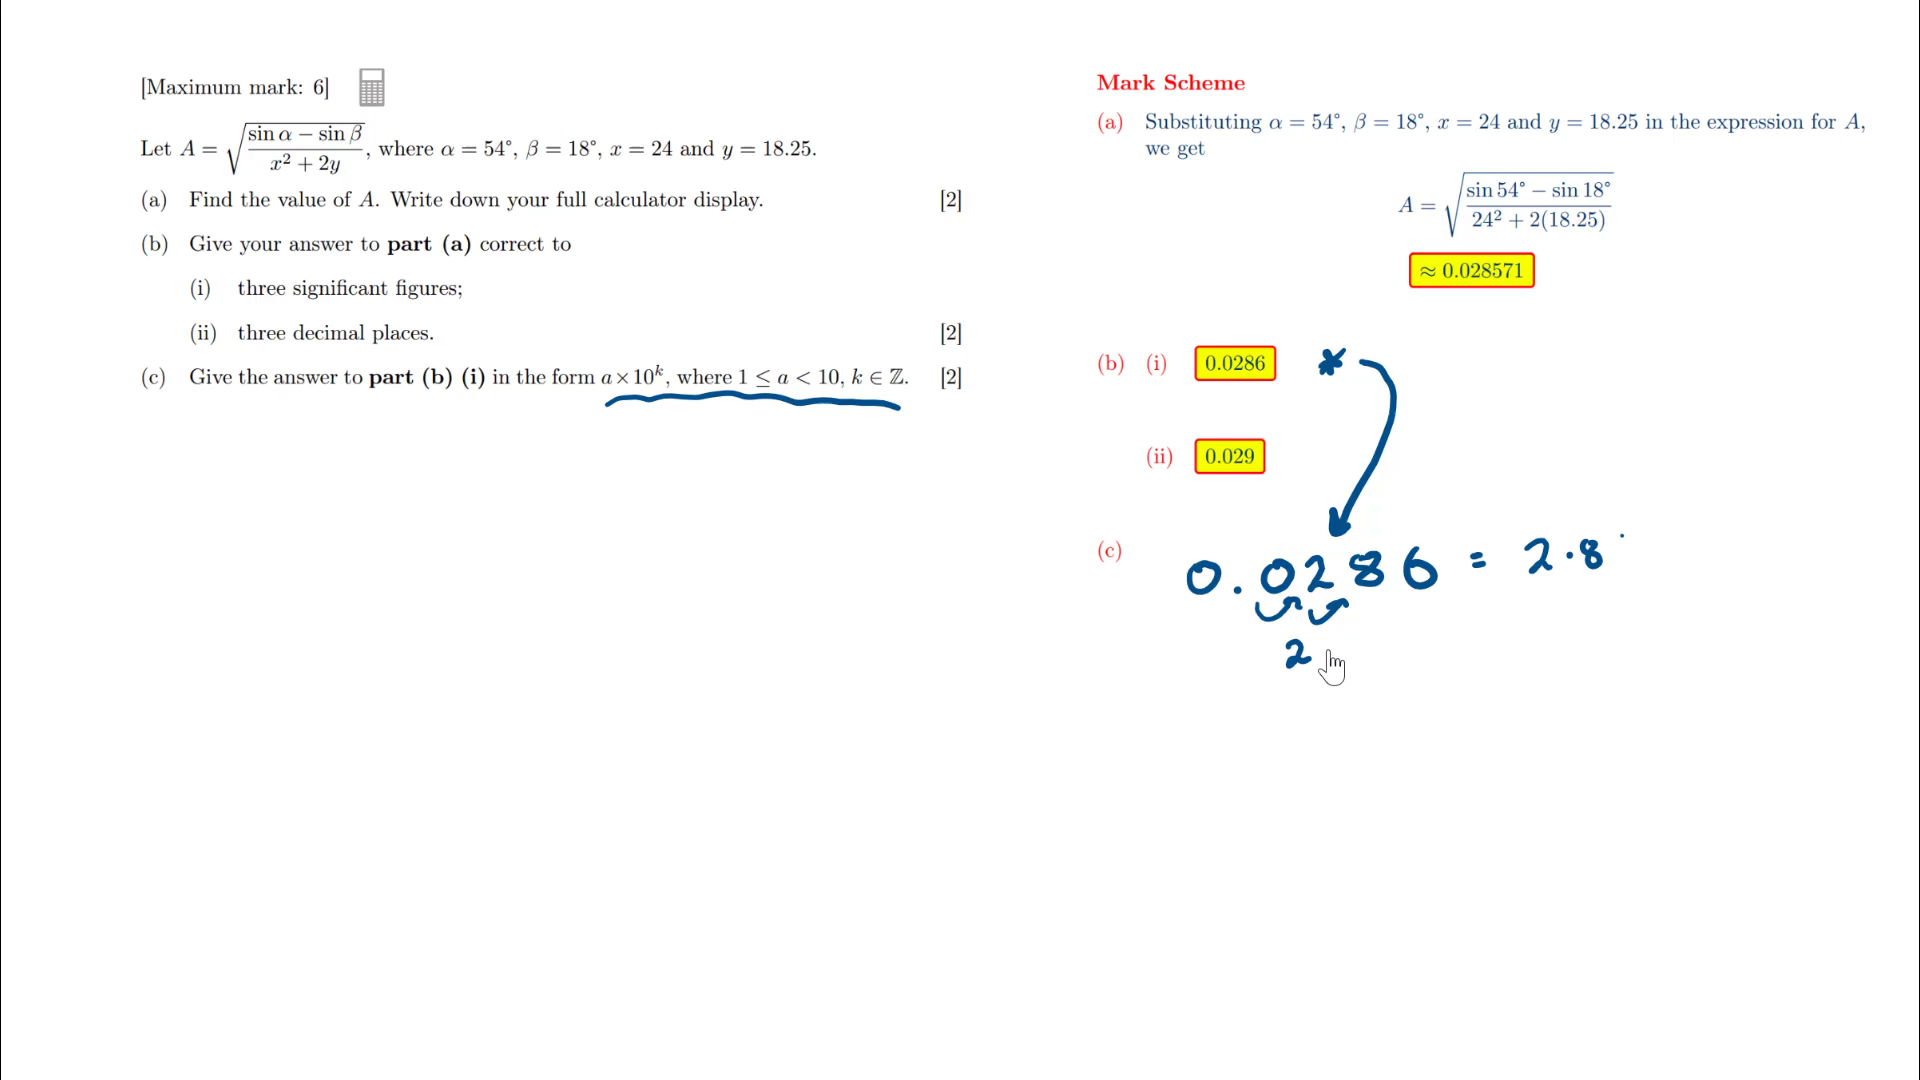 [Maximum mark: 6]
Let A = √((sin α − sin β)/(x² + 2y)), where α = 54°, β = 18°, x = 24 and y = 18.25.
(a) Find the value of A. Write down your full calculator display. [2]
(b) Give your answer to part (a) correct to
(i) three significant figures;
(ii) three decimal places. [2]
(c) Give the answer to part (b) (i) in the form a×10ᵏ, where 1 ≤ a < 10, k ∈ ℤ. [2]
Mark Scheme
(a) Substituting α = 54°, β = 18°, x = 24 and y = 18.25 in the expression for A,
we get
A = √((sin 54° − sin 18°)/(24² + 2(18.25)))
≈ 0.028571
(b) (i) 0.0286 *
(ii) 0.029
(c) 0.0286 = 2.8
2